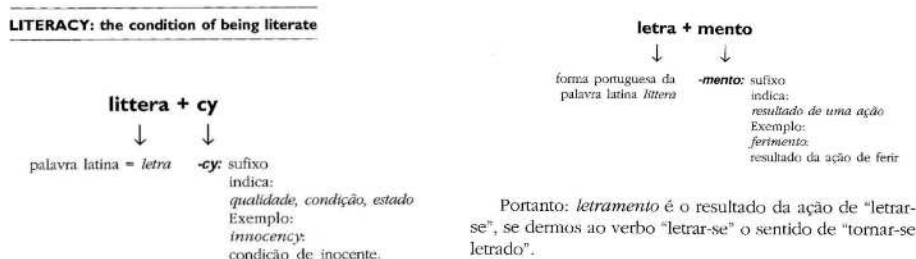 LITERACY: the condition of being literate
littera + cy
↓ ↓
palavra latina = letra -cy: sufixo
indica:
qualidade, condição, estado
Exemplo:
innocency:
condição de inocente.
letra + mento
↓ ↓
forma portuguesa da -mento: sufixo
palavra latina littera indica:
resultado de uma ação
Exemplo:
ferimento:
resultado da ação de ferir
Portanto: letramento é o resultado da ação de "letrar-
se", se dermos ao verbo "letrar-se" o sentido de "tornar-se
letrado".